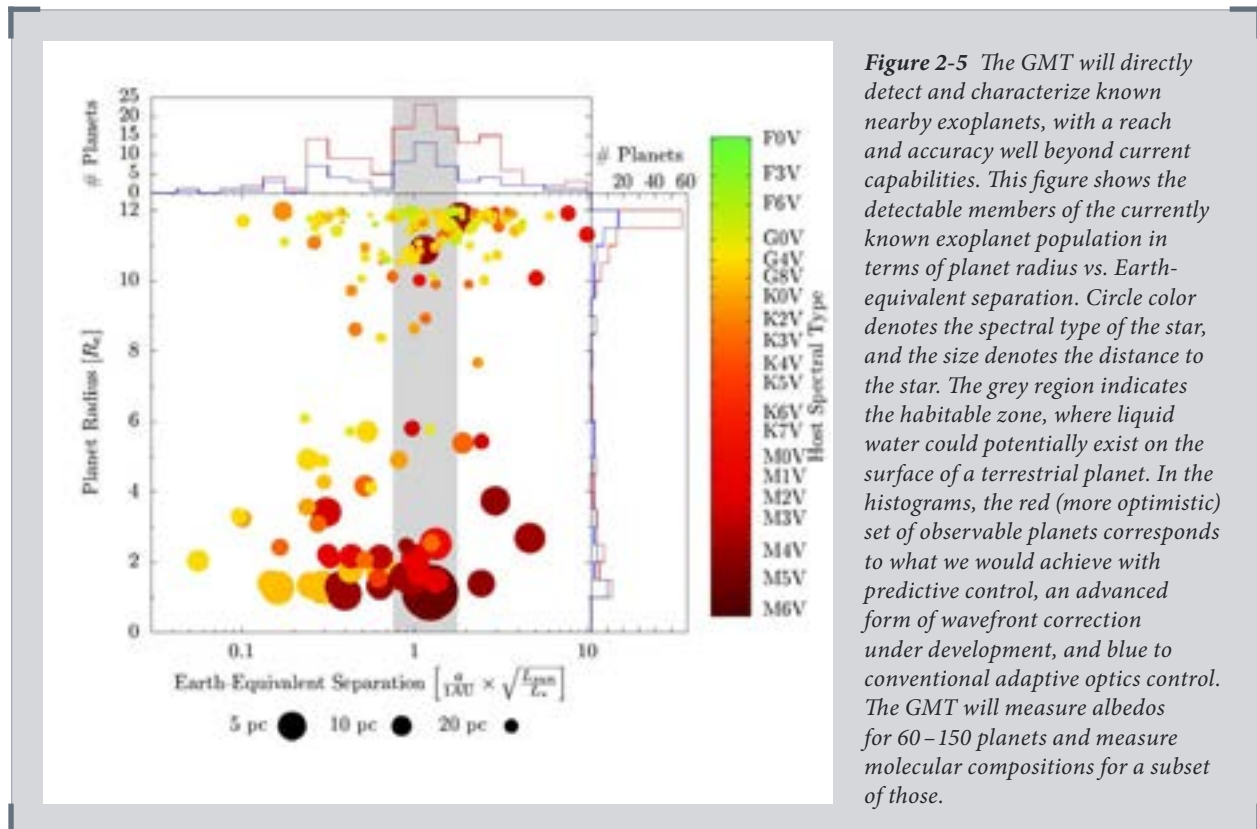 # Planets
25
20
15
10
5
0
# Planets
20 40 60
12
10
8
6
4
2
0
Planet Radius [Re]
0.1
1
10
Earth-Equivalent Separation [a/1AU × √Lsun/L*]
5 pc
10 pc
20 pc
F0V
F3V
F6V
G0V
G4V
G8V
K0V
K2V
K3V
K4V
K5V
K6V
K7V
M0V
M1V
M2V
M3V
M4V
M5V
M6V
Host Spectral Type
Figure 2-5 The GMT will directly
detect and characterize known
nearby exoplanets, with a reach
and accuracy well beyond current
capabilities. This figure shows the
detectable members of the currently
known exoplanet population in
terms of planet radius vs. Earth-
equivalent separation. Circle color
denotes the spectral type of the star,
and the size denotes the distance to
the star. The grey region indicates
the habitable zone, where liquid
water could potentially exist on the
surface of a terrestrial planet. In the
histograms, the red (more optimistic)
set of observable planets corresponds
to what we would achieve with
predictive control, an advanced
form of wavefront correction
under development, and blue to
conventional adaptive optics control.
The GMT will measure albedos
for 60–150 planets and measure
molecular compositions for a subset
of those.